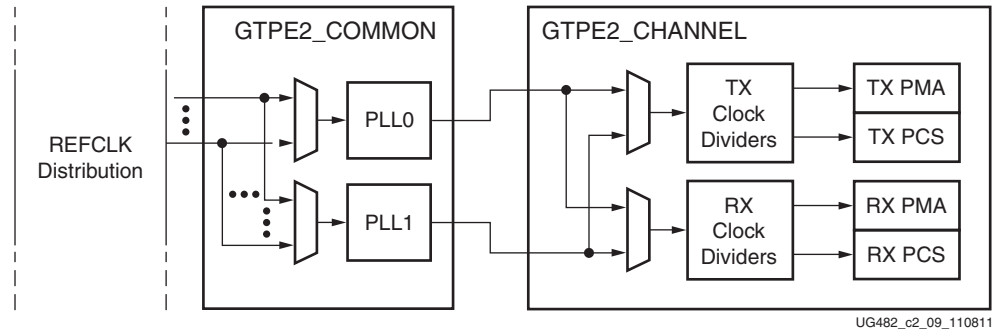 GTPE2_COMMON
GTPE2_CHANNEL
REFCLK
Distribution
PLL0
PLL1
TX
Clock
Dividers
TX PMA
TX PCS
RX
Clock
Dividers
RX PMA
RX PCS
UG482_c2_09_110811